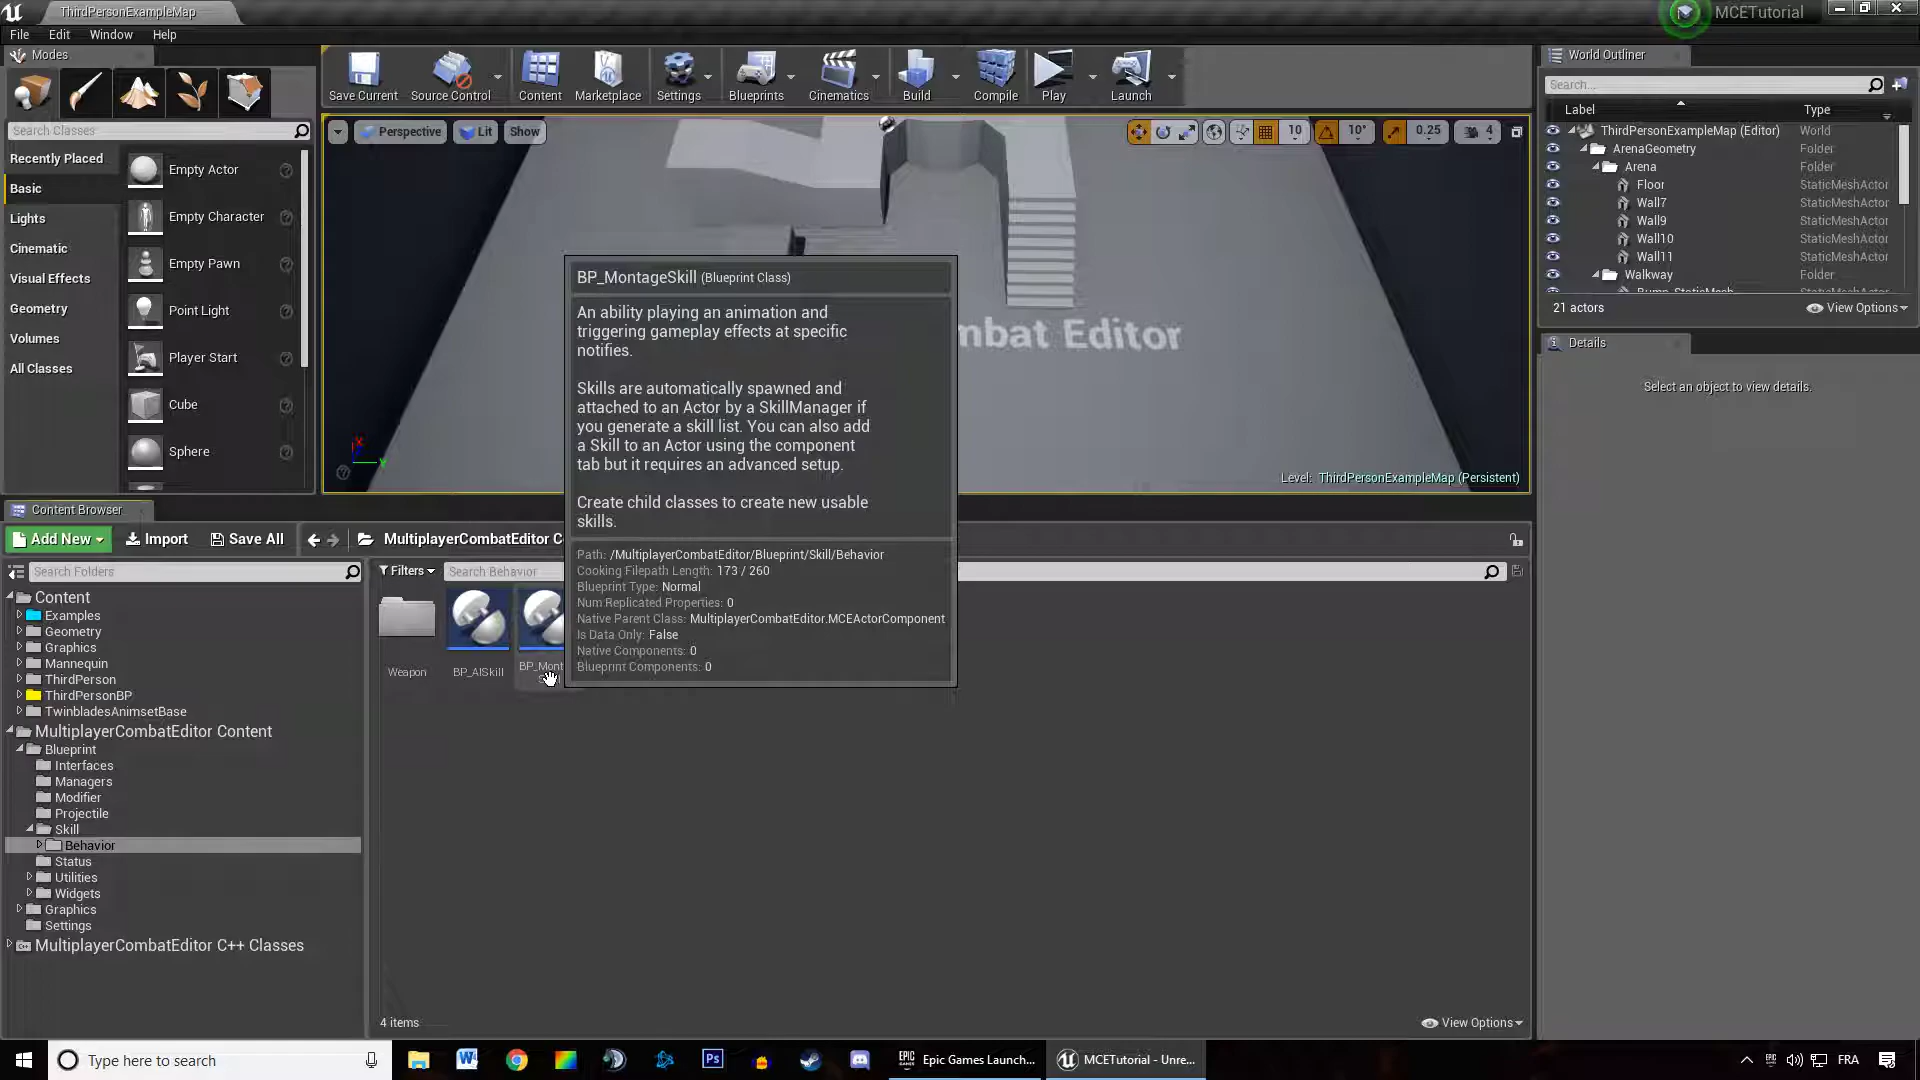 ThirdPersonExampleMap
MCETutorial
File Edit Window Help
Modes
World Outliner
Save Current Source Control Content Marketplace Settings Blueprints Cinematics Build Compile Play Launch
Search...
Label Type
Search Classes
Perspective Lit Show
10 10° 0.25 4
Recently Placed
Basic
Lights
Cinematic
Visual Effects
Geometry
Volumes
All Classes
Empty Actor
Empty Character
Empty Pawn
Point Light
Player Start
Cube
Sphere
ThirdPersonExampleMap (Editor) World
ArenaGeometry Folder
Arena Folder
Floor StaticMeshActor
Wall7 StaticMeshActor
Wall9 StaticMeshActor
Wall10 StaticMeshActor
Wall11 StaticMeshActor
Walkway Folder
21 actors View Options
Details
Select an object to view details.
mbat Editor
X
Y
Level: ThirdPersonExampleMap (Persistent)
BP_MontageSkill (Blueprint Class)
An ability playing an animation and
triggering gameplay effects at specific
notifies.
Skills are automatically spawned and
attached to an Actor by a SkillManager if
you generate a skill list. You can also add
a Skill to an Actor using the component
tab but it requires an advanced setup.
Create child classes to create new usable
skills.
Path: /MultiplayerCombatEditor/Blueprint/Skill/Behavior
Cooking Filepath Length: 173 / 260
Blueprint Type: Normal
Num Replicated Properties: 0
Native Parent Class: MultiplayerCombatEditor.MCEActorComponent
Is Data Only: False
Native Components: 0
Blueprint Components: 0
Content Browser
Add New Import Save All MultiplayerCombatEditor C
Search Folders
Filters Search Behavior
Content
Examples
Geometry
Graphics
Mannequin
ThirdPerson
ThirdPersonBP
TwinbladesAnimsetBase
MultiplayerCombatEditor Content
Blueprint
Interfaces
Managers
Modifier
Projectile
Skill
Behavior
Status
Utilities
Widgets
Graphics
Settings
MultiplayerCombatEditor C++ Classes
Weapon BP_AISkill BP_Mont
4 items View Options
Type here to search
Epic Games Launch... MCETutorial - Unre...
FRA